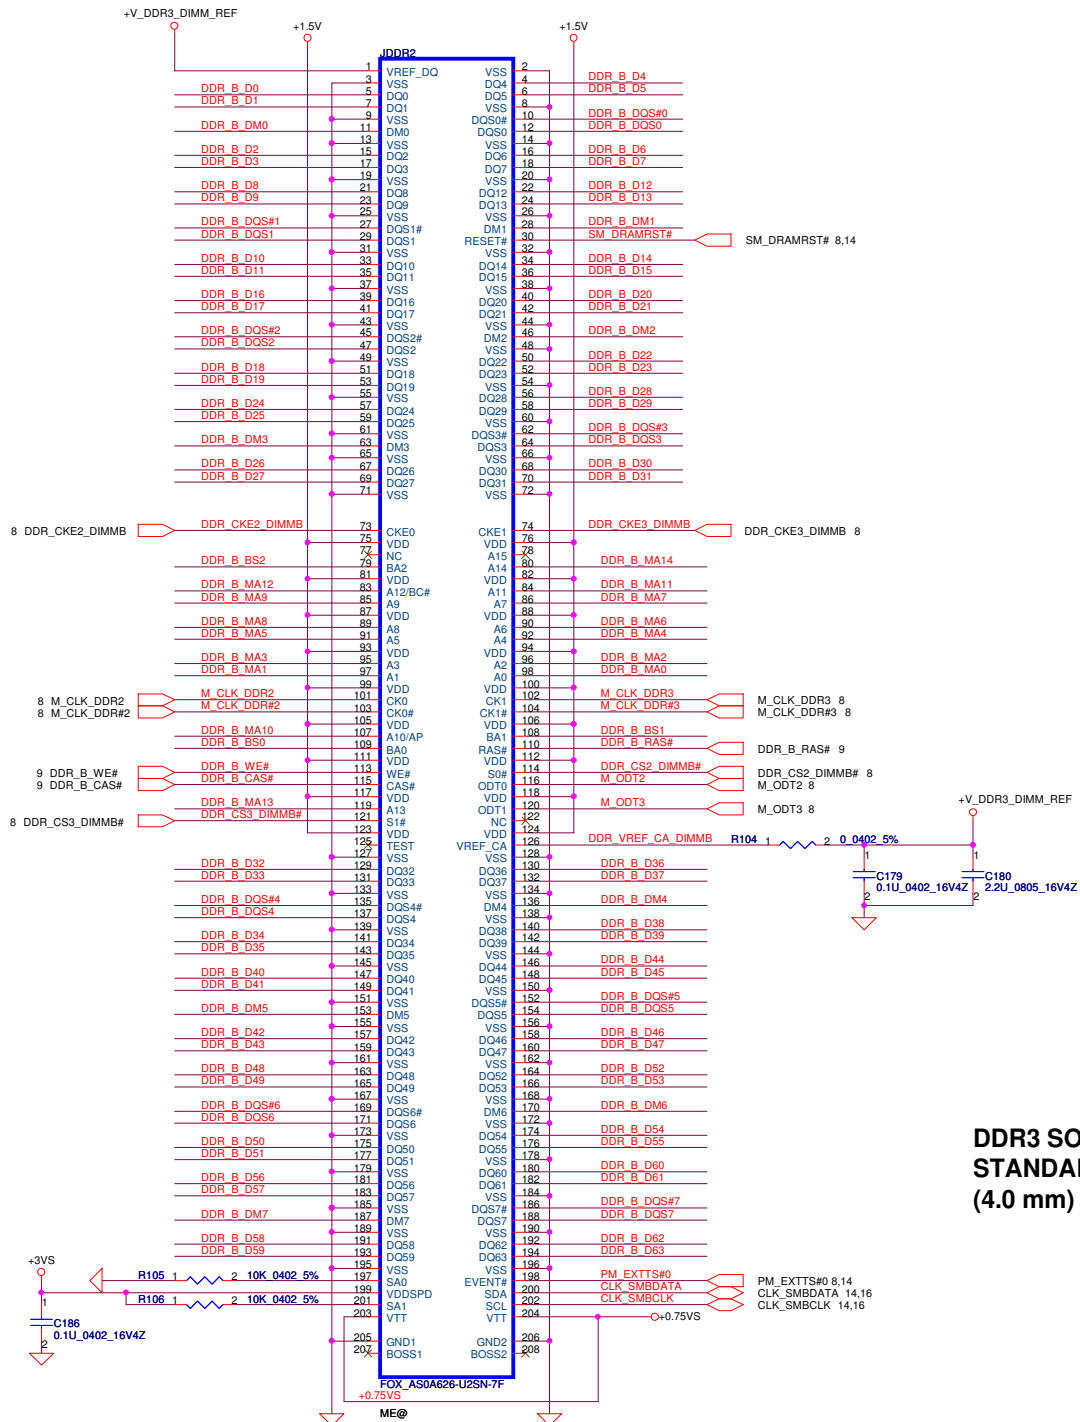 +V_DDR3_DIMM_REF
+1.5V
+1.5V
JDDR2
1 VREF_DQ VSS 2
3 VSS DQ4 4 DDR_B_D4
DDR_B_D0 5 DQ0 DQ5 6 DDR_B_D5
DDR_B_D1 7 DQ1 VSS 8
9 VSS DQS0# 10 DDR_B_DQS#0
DDR_B_DM0 11 DM0 DQS0 12 DDR_B_DQS0
13 VSS VSS 14
DDR_B_D2 15 DQ2 DQ6 16 DDR_B_D6
DDR_B_D3 17 DQ3 DQ7 18 DDR_B_D7
19 VSS VSS 20
DDR_B_D8 21 DQ8 DQ12 22 DDR_B_D12
DDR_B_D9 23 DQ9 DQ13 24 DDR_B_D13
25 VSS VSS 26
DDR_B_DQS#1 27 DQS1# DM1 28 DDR_B_DM1
DDR_B_DQS1 29 DQS1 RESET# 30 SM_DRAMRST# SM_DRAMRST# 8,14
31 VSS VSS 32
DDR_B_D10 33 DQ10 DQ14 34 DDR_B_D14
DDR_B_D11 35 DQ11 DQ15 36 DDR_B_D15
37 VSS VSS 38
DDR_B_D16 39 DQ16 DQ20 40 DDR_B_D20
DDR_B_D17 41 DQ17 DQ21 42 DDR_B_D21
43 VSS VSS 44
DDR_B_DQS#2 45 DQS2# DM2 46 DDR_B_DM2
DDR_B_DQS2 47 DQS2 VSS 48
49 VSS DQ22 50 DDR_B_D22
DDR_B_D18 51 DQ18 DQ23 52 DDR_B_D23
DDR_B_D19 53 DQ19 VSS 54
55 VSS DQ28 56 DDR_B_D28
DDR_B_D24 57 DQ24 DQ29 58 DDR_B_D29
DDR_B_D25 59 DQ25 VSS 60
61 VSS DQS3# 62 DDR_B_DQS#3
DDR_B_DM3 63 DM3 DQS3 64 DDR_B_DQS3
65 VSS VSS 66
DDR_B_D26 67 DQ26 DQ30 68 DDR_B_D30
DDR_B_D27 69 DQ27 DQ31 70 DDR_B_D31
71 VSS VSS 72
8 DDR_CKE2_DIMMB DDR_CKE2_DIMMB 73 CKE0 CKE1 74 DDR_CKE3_DIMMB DDR_CKE3_DIMMB 8
75 VDD VDD 76
77 NC A15 78
DDR_B_BS2 79 BA2 A14 80 DDR_B_MA14
81 VDD VDD 82
DDR_B_MA12 83 A12/BC# A11 84 DDR_B_MA11
DDR_B_MA9 85 A9 A7 86 DDR_B_MA7
87 VDD VDD 88
DDR_B_MA8 89 A8 A6 90 DDR_B_MA6
DDR_B_MA5 91 A5 A4 92 DDR_B_MA4
93 VDD VDD 94
DDR_B_MA3 95 A3 A2 96 DDR_B_MA2
DDR_B_MA1 97 A1 A0 98 DDR_B_MA0
99 VDD VDD 100
8 M_CLK_DDR2 M_CLK_DDR2 101 CK0 CK1 102 M_CLK_DDR3 M_CLK_DDR3 8
8 M_CLK_DDR#2 M_CLK_DDR#2 103 CK0# CK1# 104 M_CLK_DDR#3 M_CLK_DDR#3 8
105 VDD VDD 106
DDR_B_MA10 107 A10/AP BA1 108 DDR_B_BS1
DDR_B_BS0 109 BA0 RAS# 110 DDR_B_RAS# DDR_B_RAS# 9
111 VDD VDD 112
9 DDR_B_WE# DDR_B_WE# 113 WE# S0# 114 DDR_CS2_DIMMB# DDR_CS2_DIMMB# 8
9 DDR_B_CAS# DDR_B_CAS# 115 CAS# ODT0 116 M_ODT2 M_ODT2 8
117 VDD VDD 118
DDR_B_MA13 119 A13 ODT1 120 M_ODT3 M_ODT3 8
8 DDR_CS3_DIMMB# DDR_CS3_DIMMB# 121 S1# NC 122
123 VDD VDD 124
125 TEST VREF_CA 126 DDR_VREF_CA_DIMMB R104 1 2 0_0402_5%
+V_DDR3_DIMM_REF
1 C179 0.1U_0402_16V4Z 2
1 C180 2.2U_0805_16V4Z 2
127 VSS VSS 128
DDR_B_D32 129 DQ32 DQ36 130 DDR_B_D36
DDR_B_D33 131 DQ33 DQ37 132 DDR_B_D37
133 VSS VSS 134
DDR_B_DQS#4 135 DQS4# DM4 136 DDR_B_DM4
DDR_B_DQS4 137 DQS4 VSS 138
139 VSS DQ38 140 DDR_B_D38
DDR_B_D34 141 DQ34 DQ39 142 DDR_B_D39
DDR_B_D35 143 DQ35 VSS 144
145 VSS DQ44 146 DDR_B_D44
DDR_B_D40 147 DQ40 DQ45 148 DDR_B_D45
DDR_B_D41 149 DQ41 VSS 150
151 VSS DQS5# 152 DDR_B_DQS#5
DDR_B_DM5 153 DM5 DQS5 154 DDR_B_DQS5
155 VSS VSS 156
DDR_B_D42 157 DQ42 DQ46 158 DDR_B_D46
DDR_B_D43 159 DQ43 DQ47 160 DDR_B_D47
161 VSS VSS 162
DDR_B_D48 163 DQ48 DQ52 164 DDR_B_D52
DDR_B_D49 165 DQ49 DQ53 166 DDR_B_D53
167 VSS VSS 168
DDR_B_DQS#6 169 DQS6# DM6 170 DDR_B_DM6
DDR_B_DQS6 171 DQS6 VSS 172
173 VSS DQ54 174 DDR_B_D54
DDR_B_D50 175 DQ50 DQ55 176 DDR_B_D55
DDR_B_D51 177 DQ51 VSS 178
179 VSS DQ60 180 DDR_B_D60
DDR_B_D56 181 DQ56 DQ61 182 DDR_B_D61
DDR_B_D57 183 DQ57 VSS 184
185 VSS DQS7# 186 DDR_B_DQS#7
DDR_B_DM7 187 DM7 DQS7 188 DDR_B_DQS7
189 VSS VSS 190
DDR_B_D58 191 DQ58 DQ62 192 DDR_B_D62
DDR_B_D59 193 DQ59 DQ63 194 DDR_B_D63
195 VSS VSS 196
R105 1 2 10K_0402_5% 197 SA0 EVENT# 198 PM_EXTTS#0 PM_EXTTS#0 8,14
199 VDDSPD SDA 200 CLK_SMBDATA CLK_SMBDATA 14,16
R106 1 2 10K_0402_5% 201 SA1 SCL 202 CLK_SMBCLK CLK_SMBCLK 14,16
203 VTT VTT 204 +0.75VS
205 GND1 GND2 206
207 BOSS1 BOSS2 208
+3VS
1 C186 0.1U_0402_16V4Z 2
FOX_AS0A626-U2SN-7F
+0.75VS
ME@
DDR3 SO
STANDA
(4.0 mm)